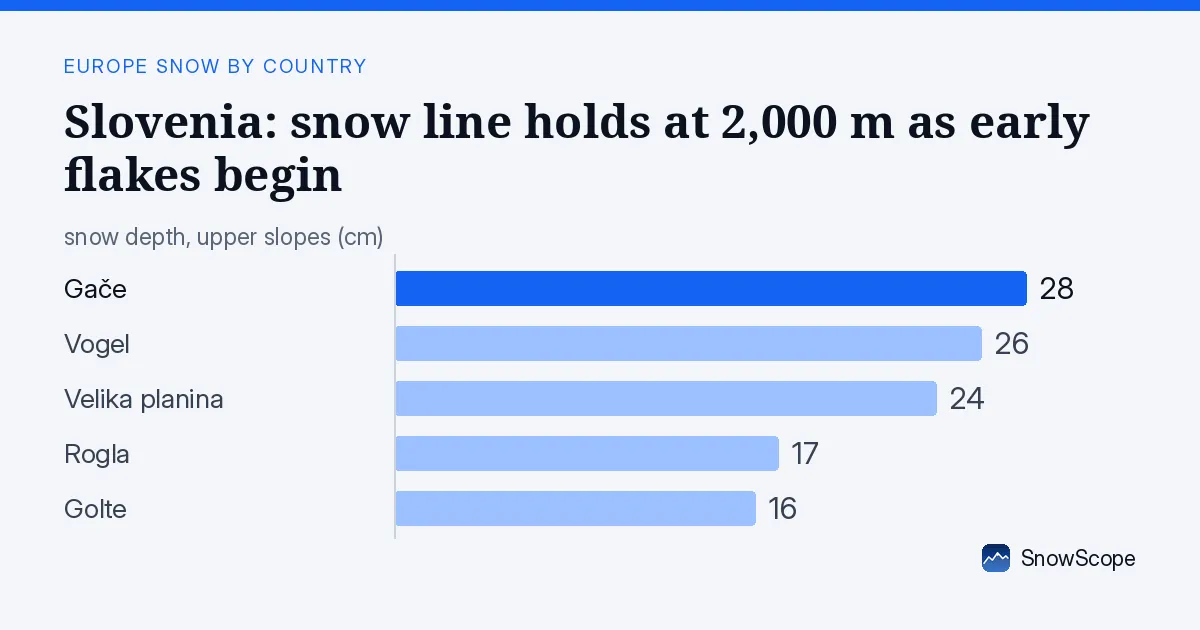 EUROPE SNOW BY COUNTRY
Slovenia: snow line holds at 2,000 m as early
flakes begin
snow depth, upper slopes (cm)
Gače 28
Vogel 26
Velika planina 24
Rogla 17
Golte 16
SnowScope